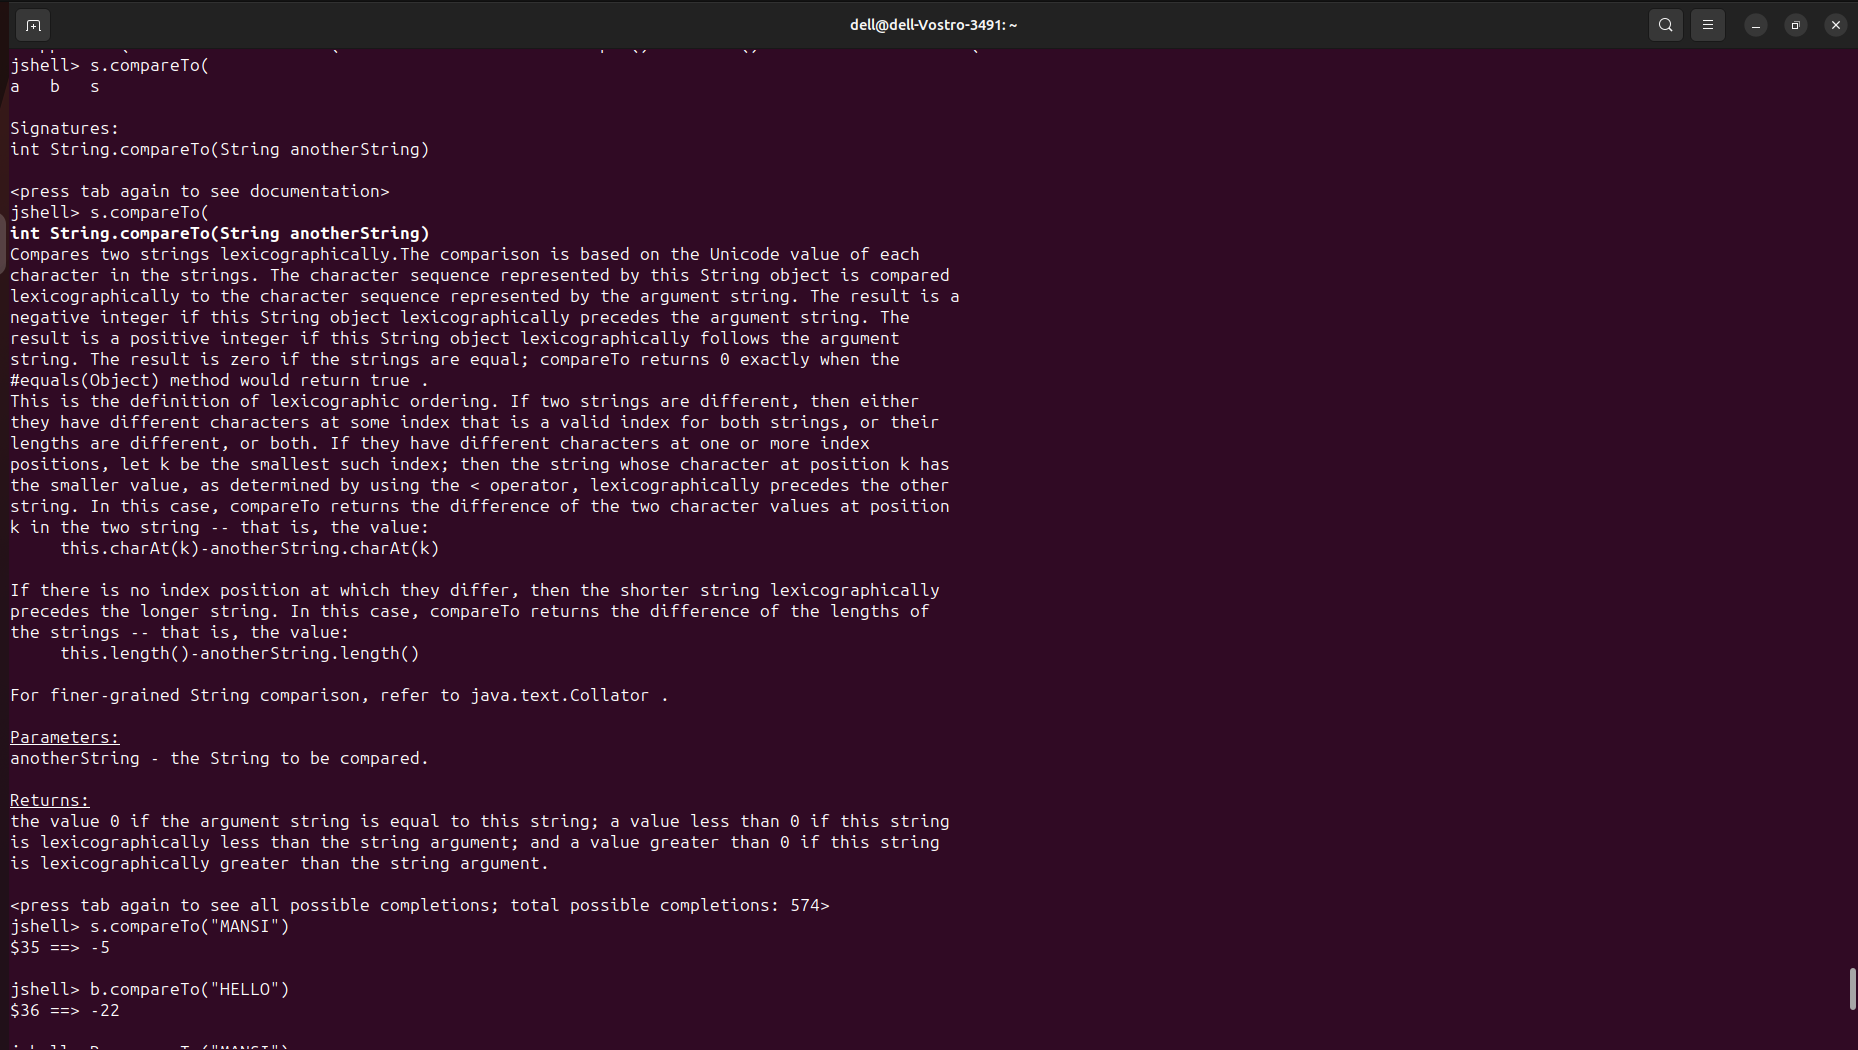 dell@dell-Vostro-3491: ~
jshell> s.compareTo(
a   b   s
Signatures:
int String.compareTo(String anotherString)
<press tab again to see documentation>
jshell> s.compareTo(
int String.compareTo(String anotherString)
Compares two strings lexicographically.The comparison is based on the Unicode value of each
character in the strings. The character sequence represented by this String object is compared
lexicographically to the character sequence represented by the argument string. The result is a
negative integer if this String object lexicographically precedes the argument string. The
result is a positive integer if this String object lexicographically follows the argument
string. The result is zero if the strings are equal; compareTo returns 0 exactly when the
#equals(Object) method would return true .
This is the definition of lexicographic ordering. If two strings are different, then either
they have different characters at some index that is a valid index for both strings, or their
lengths are different, or both. If they have different characters at one or more index
positions, let k be the smallest such index; then the string whose character at position k has
the smaller value, as determined by using the < operator, lexicographically precedes the other
string. In this case, compareTo returns the difference of the two character values at position
k in the two string -- that is, the value:
     this.charAt(k)-anotherString.charAt(k)
If there is no index position at which they differ, then the shorter string lexicographically
precedes the longer string. In this case, compareTo returns the difference of the lengths of
the strings -- that is, the value:
     this.length()-anotherString.length()
For finer-grained String comparison, refer to java.text.Collator .
Parameters:
anotherString - the String to be compared.
Returns:
the value 0 if the argument string is equal to this string; a value less than 0 if this string
is lexicographically less than the string argument; and a value greater than 0 if this string
is lexicographically greater than the string argument.
<press tab again to see all possible completions; total possible completions: 574>
jshell> s.compareTo("MANSI")
$35 ==> -5
jshell> b.compareTo("HELLO")
$36 ==> -22